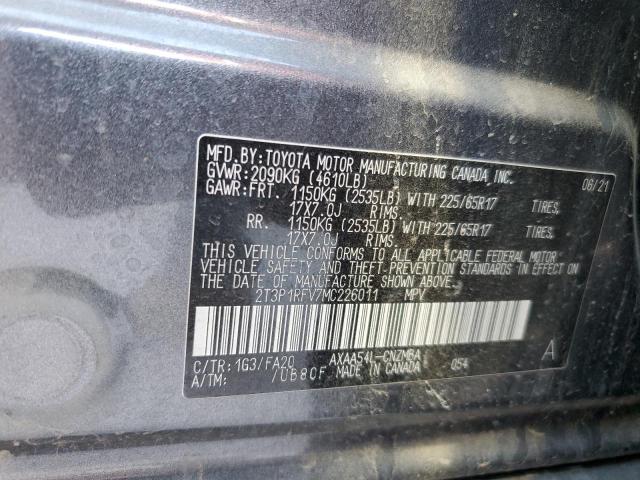 MFD.BY:TOYOTA MOTOR MANUFACTURING CANADA, INC. 06/21
GVWR:2090KG (4610LB)
GAWR:FRT. 1150KG (2535LB) WITH 225/65R17 TIRES,
17X7.0J RIMS.
RR. 1150KG (2535LB) WITH 225/65R17 TIRES,
17X7.0J RIMS.
THIS VEHICLE CONFORMS TO ALL APPLICABLE FEDERAL MOTOR
VEHICLE SAFETY AND THEFT-PREVENTION STANDARDS IN EFFECT ON
THE DATE OF MANUFACTURE SHOWN ABOVE.
2T3P1RFV7MC226011 MPV
C/TR:1G3/FA20 AXAA54L-CNZMBA 054 A
A/TM: /UB80F MADE IN CANADA